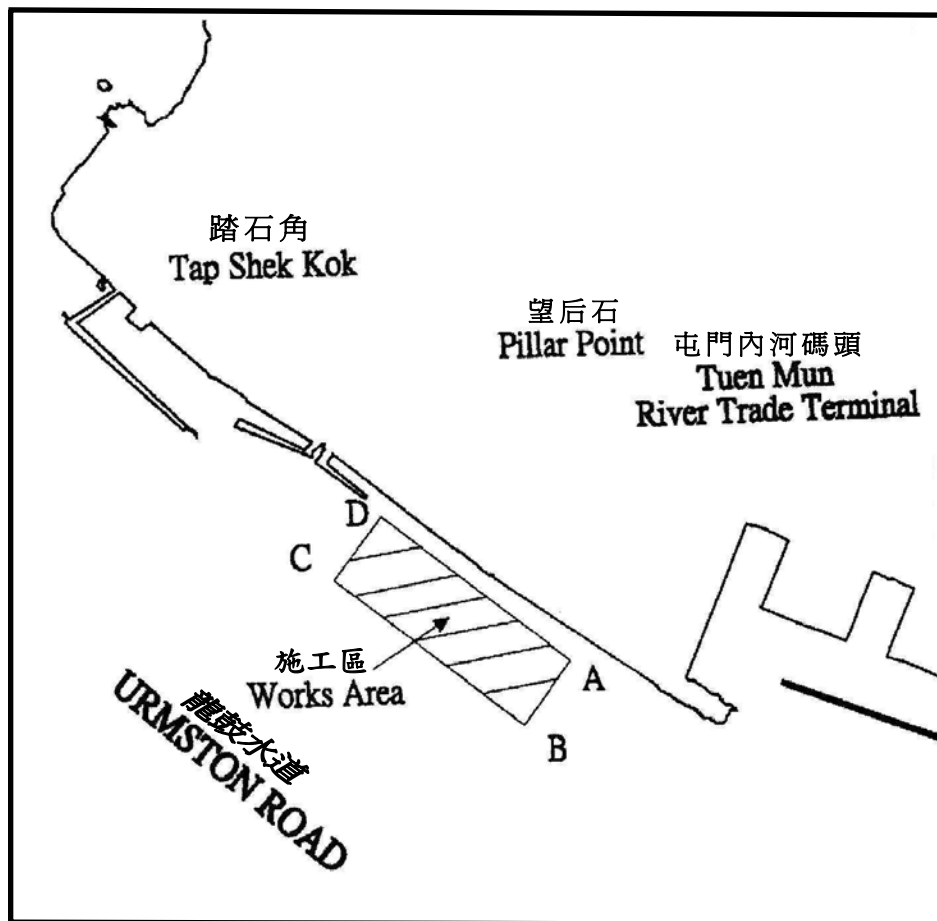 踏石角
Tap Shek Kok
望后石
Pillar Point
屯門內河碼頭
Tuen Mun
River Trade Terminal
D
C
施工區
Works Area
A
B
龍鼓水道
URMSTON ROAD